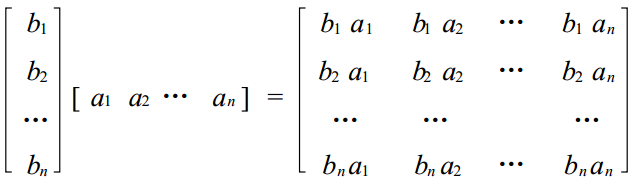 b1 b1 a1 b1 a2 ··· b1 an
b2 b2 a1 b2 a2 ··· b2 an
[ a1 a2 ··· an ] =
··· ··· ··· ···
bn bn a1 bn a2 ··· bn an